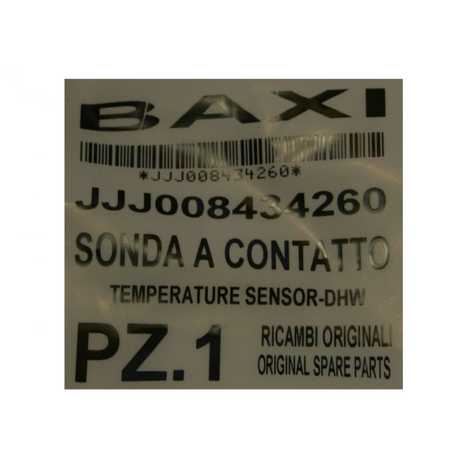 BAXI
*JJJ008434260*
JJJ008434260
SONDA A CONTATTO
TEMPERATURE SENSOR-DHW
PZ.1
RICAMBI ORIGINALI
ORIGINAL SPARE PARTS